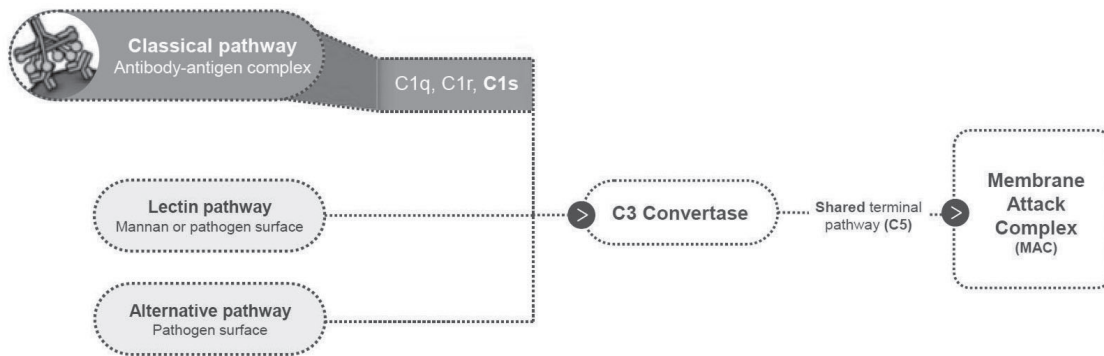 Classical pathway
Antibody-antigen complex
C1q, C1r, C1s
Lectin pathway
Mannan or pathogen surface
Alternative pathway
Pathogen surface
C3 Convertase
Shared terminal
pathway (C5)
Membrane
Attack
Complex
(MAC)